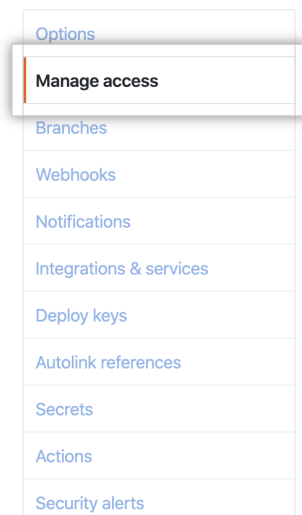 Options
Manage access
Branches
Webhooks
Notifications
Integrations & services
Deploy keys
Autolink references
Secrets
Actions
Security alerts